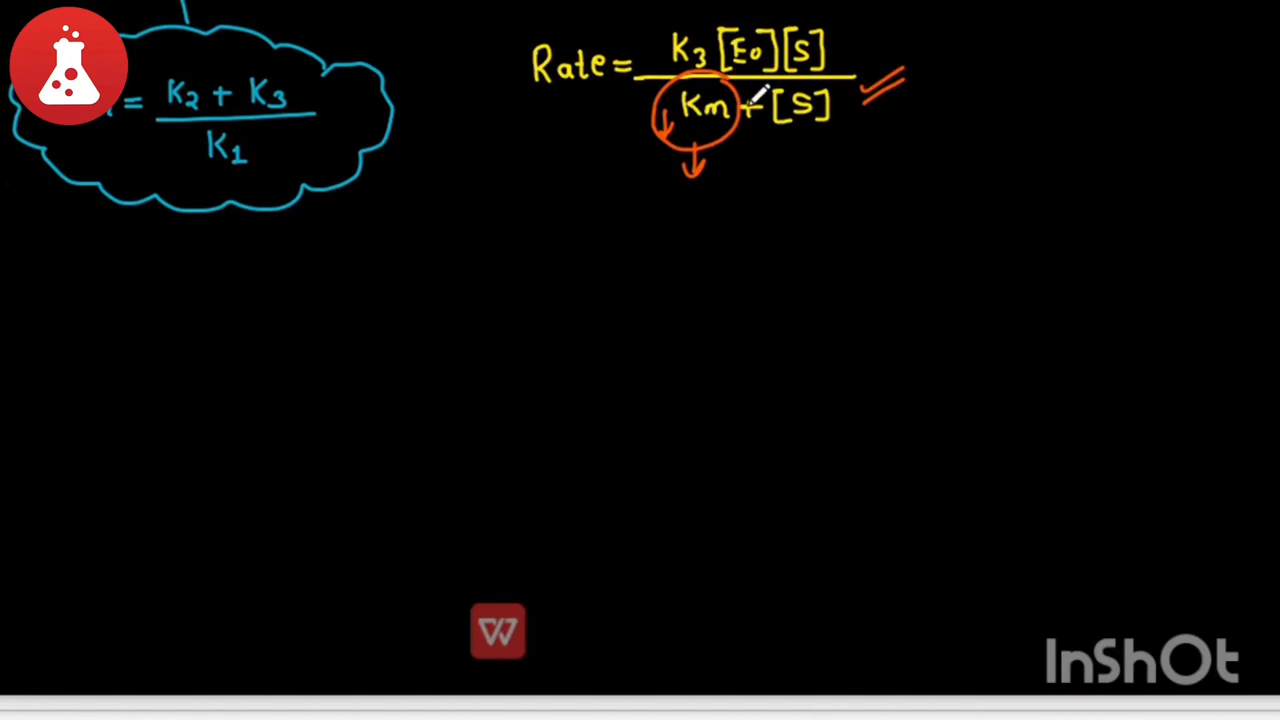 = K2 + K3
K1
Rate = K3 [E0][S]
Km + [S]
InShOt